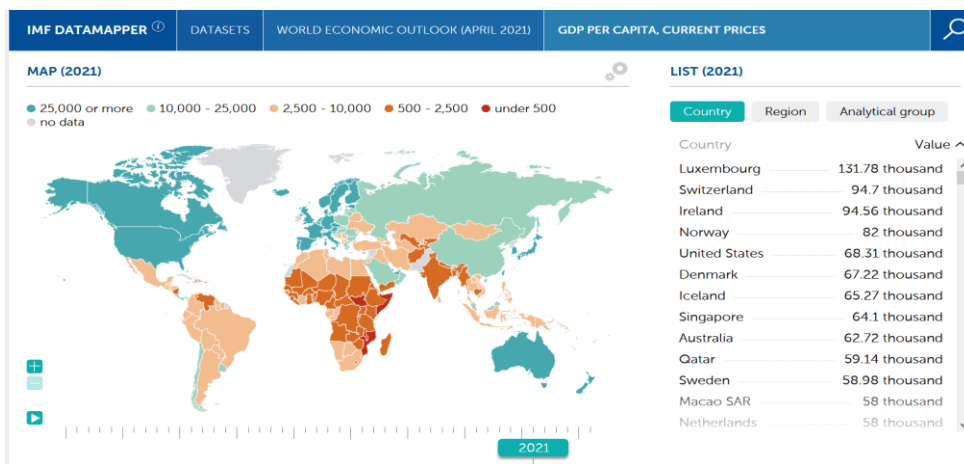 IMF DATAMAPPER DATASETS WORLD ECONOMIC OUTLOOK (APRIL 2021) GDP PER CAPITA, CURRENT PRICES
MAP (2021)
25,000 or more 10,000 - 25,000 2,500 - 10,000 500 - 2,500 under 500
no data
2021
LIST (2021)
Country Region Analytical group
Country Value
Luxembourg 131.78 thousand
Switzerland 94.7 thousand
Ireland 94.56 thousand
Norway 82 thousand
United States 68.31 thousand
Denmark 67.22 thousand
Iceland 65.27 thousand
Singapore 64.1 thousand
Australia 62.72 thousand
Qatar 59.14 thousand
Sweden 58.98 thousand
Macao SAR 58 thousand
Netherlands 58 thousand